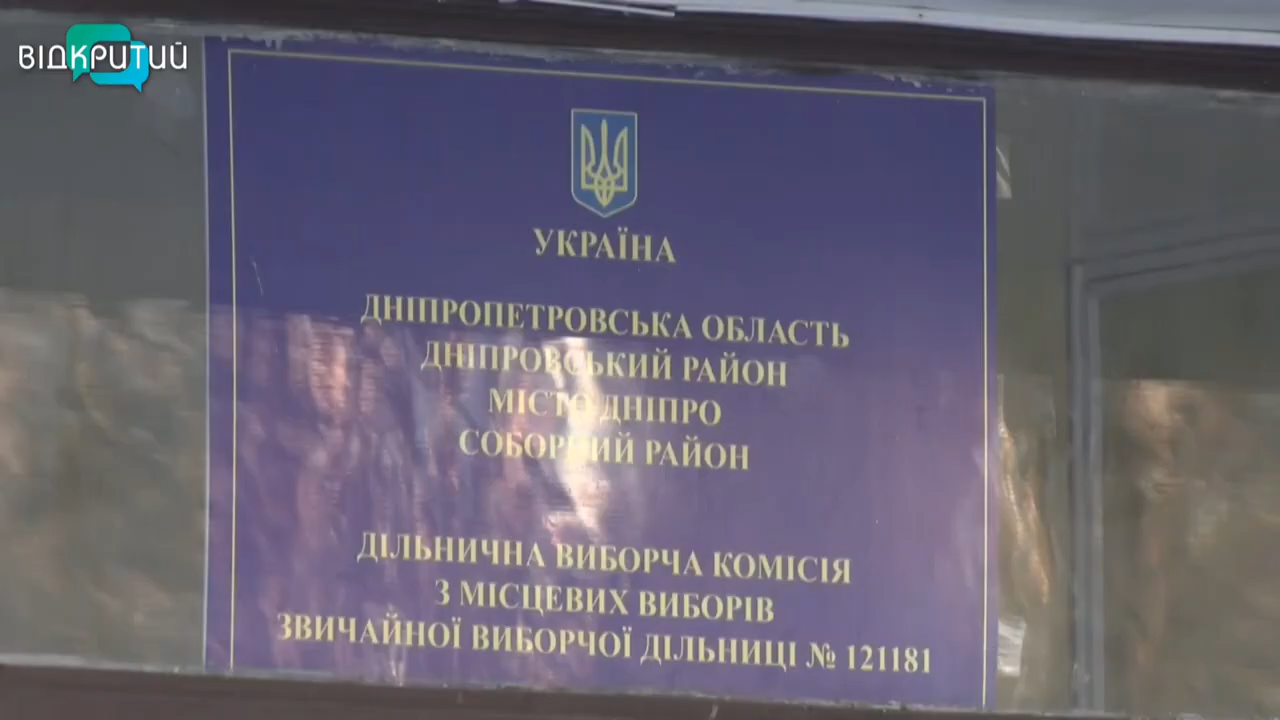 ВІДКРИТИЙ
УКРАЇНА
ДНІПРОПЕТРОВСЬКА ОБЛАСТЬ
ДНІПРОВСЬКИЙ РАЙОН
МІСТО ДНІПРО
СОБОРНИЙ РАЙОН
ДІЛЬНИЧНА ВИБОРЧА КОМІСІЯ
З МІСЦЕВИХ ВИБОРІВ
ЗВИЧАЙНОЇ ВИБОРЧОЇ ДІЛЬНИЦІ № 121181